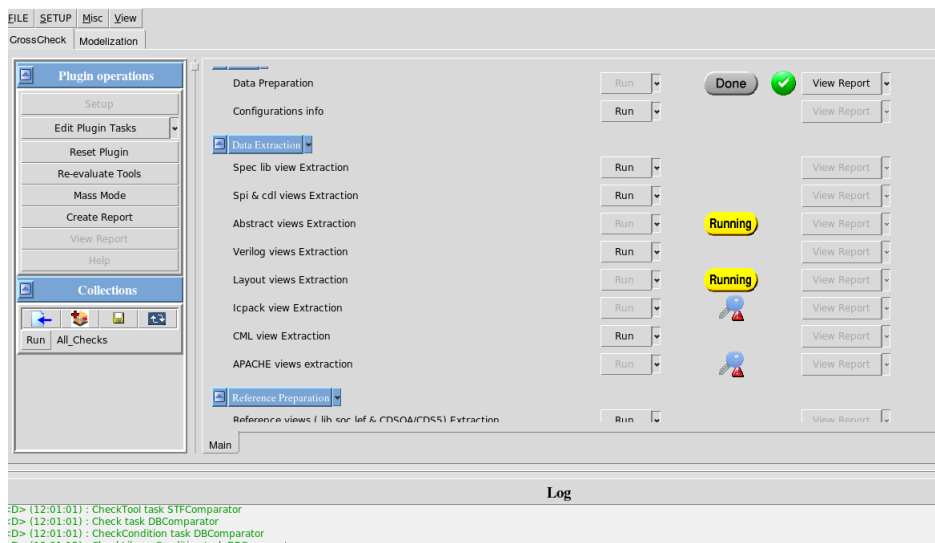 FILE SETUP Misc View
CrossCheck Modelization
Plugin operations
Setup
Edit Plugin Tasks
Reset Plugin
Re-evaluate Tools
Mass Mode
Create Report
View Report
Help
Collections
Run All_Checks
Data Preparation Run Done View Report
Configurations info Run View Report
Data Extraction
Spec lib view Extraction Run View Report
Spi & cdl views Extraction Run View Report
Abstract views Extraction Run Running View Report
Verilog views Extraction Run View Report
Layout views Extraction Run Running View Report
Icpack view Extraction Run View Report
CML view Extraction Run View Report
APACHE views extraction Run View Report
Reference Preparation
Reference views ( lib soc lef & CDSOA/CDS5) Extraction Run View Report
Main
Log
<D> (12:01:01) : CheckTool task STFComparator
<D> (12:01:01) : Check task DBComparator
<D> (12:01:01) : CheckCondition task DBComparator